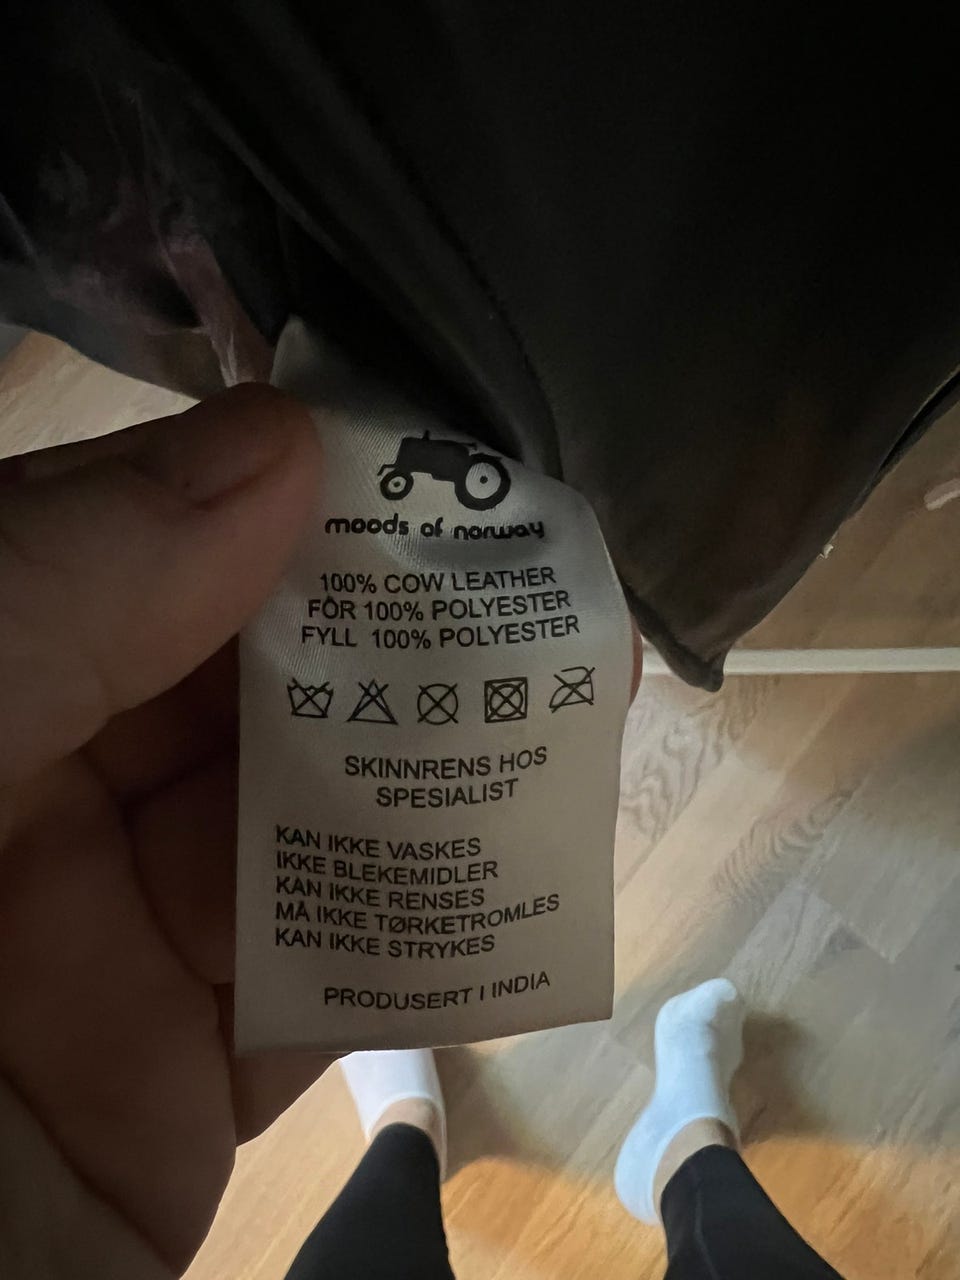 moods of norway
100% COW LEATHER
FÔR 100% POLYESTER
FYLL 100% POLYESTER
SKINNRENS HOS
SPESIALIST
KAN IKKE VASKES
IKKE BLEKEMIDLER
KAN IKKE RENSES
MÅ IKKE TØRKETROMLES
KAN IKKE STRYKES
PRODUSERT I INDIA